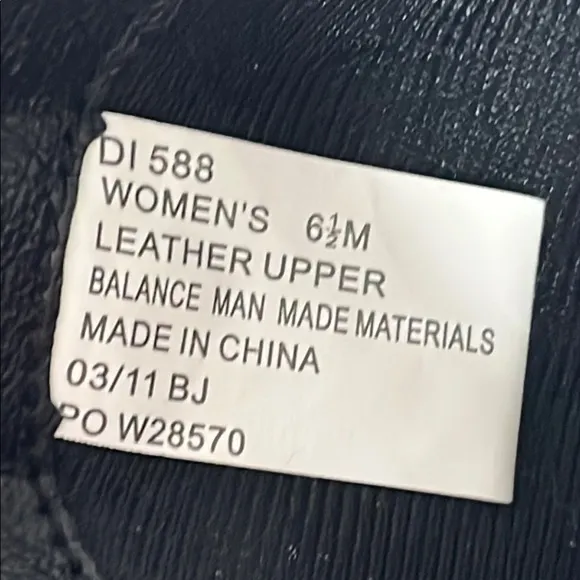 DI 588
WOMEN'S 6½M
LEATHER UPPER
BALANCE MAN MADE MATERIALS
MADE IN CHINA
03/11 BJ
PO W28570